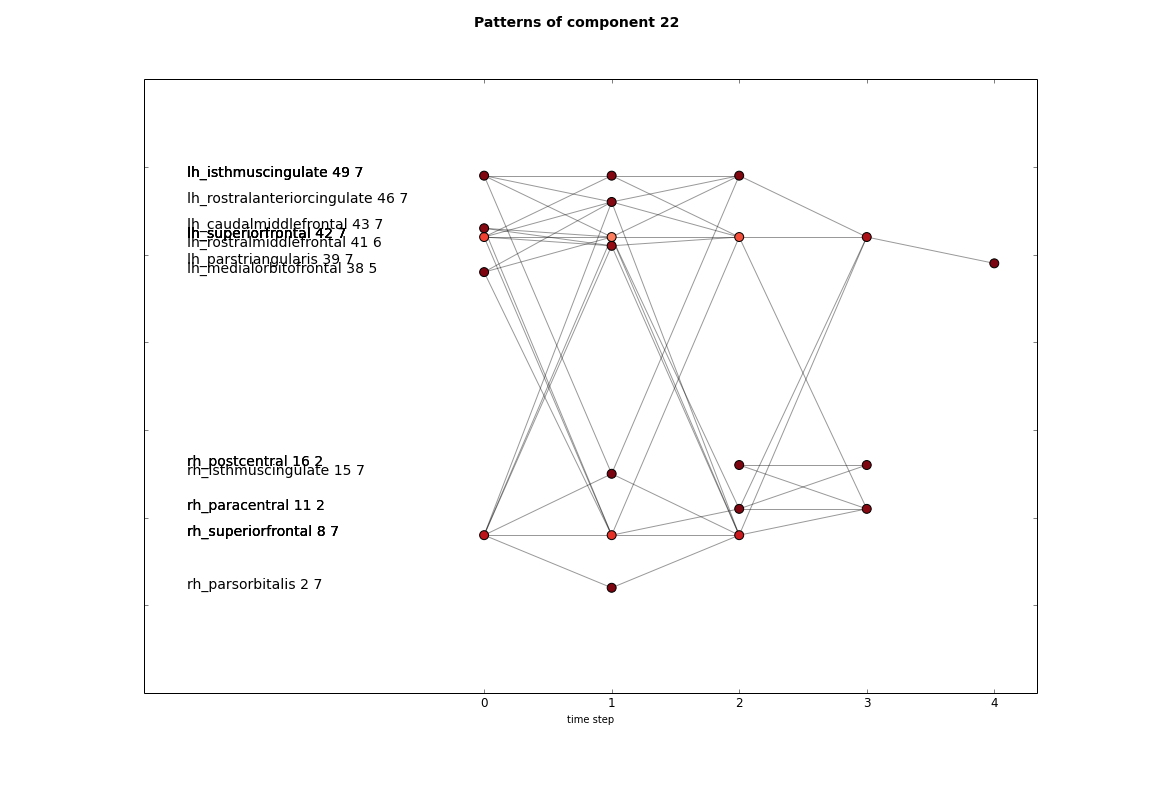 Patterns of component 22
lh_isthmuscingulate 49 7
lh_rostralanteriorcingulate 46 7
lh_caudalmiddlefrontal 43 7
lh_superiorfrontal 42 7
lh_rostralmiddlefrontal 41 6
lh_parstriangularis 39 7
lh_medialorbitofrontal 38 5
rh_postcentral 16 2
rh_isthmuscingulate 15 7
rh_paracentral 11 2
rh_superiorfrontal 8 7
rh_parsorbitalis 2 7
0 1 2 3 4
time step